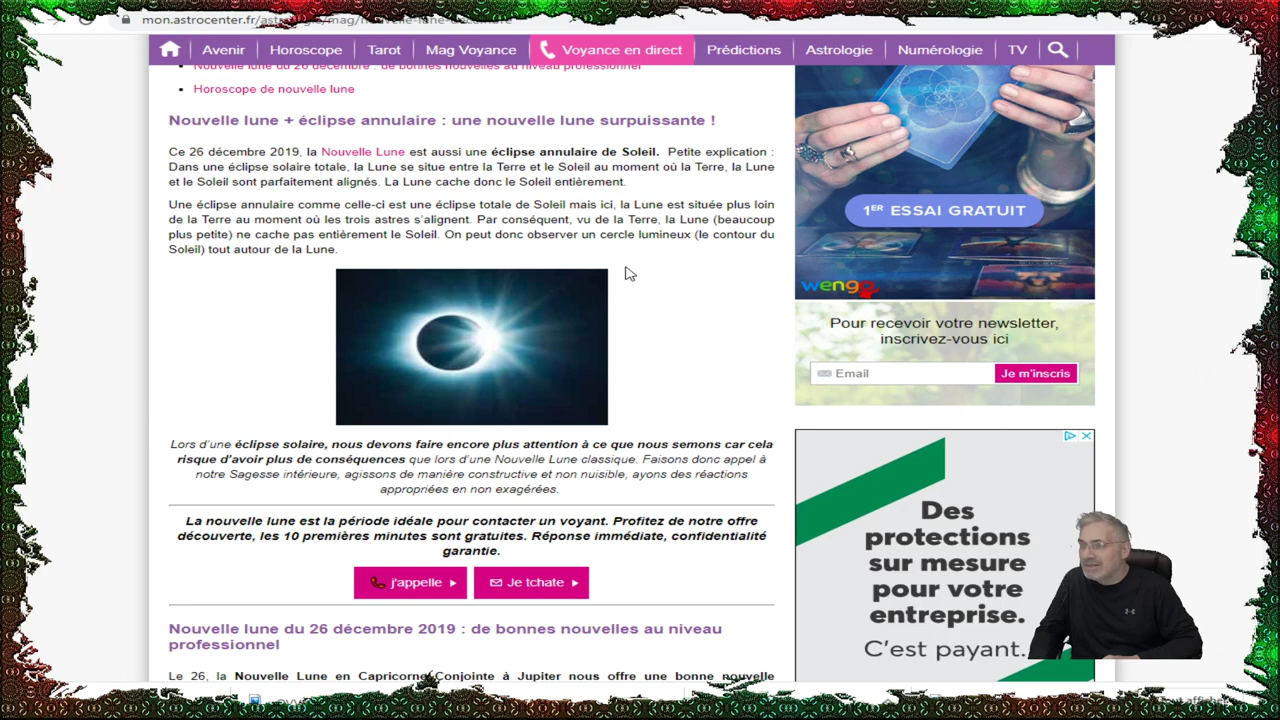 mon.astrocenter.fr/astrologie/mag/nouvelle-lune-decembre
Avenir
Horoscope
Tarot
Mag Voyance
Voyance en direct
Prédictions
Astrologie
Numérologie
TV
Nouvelle lune du 26 décembre : de bonnes nouvelles au niveau professionnel
Horoscope de nouvelle lune
Nouvelle lune + éclipse annulaire : une nouvelle lune surpuissante !
Ce 26 décembre 2019, la Nouvelle Lune est aussi une éclipse annulaire de Soleil. Petite explication :
Dans une éclipse solaire totale, la Lune se situe entre la Terre et le Soleil au moment où la Terre, la Lune
et le Soleil sont parfaitement alignés. La Lune cache donc le Soleil entièrement.
Une éclipse annulaire comme celle-ci est une éclipse totale de Soleil mais ici, la Lune est située plus loin
de la Terre au moment où les trois astres s'alignent. Par conséquent, vu de la Terre, la Lune (beaucoup
plus petite) ne cache pas entièrement le Soleil. On peut donc observer un cercle lumineux (le contour du
Soleil) tout autour de la Lune.
Lors d'une éclipse solaire, nous devons faire encore plus attention à ce que nous semons car cela
risque d'avoir plus de conséquences que lors d'une Nouvelle Lune classique. Faisons donc appel à
notre Sagesse intérieure, agissons de manière constructive et non nuisible, ayons des réactions
appropriées en non exagérées.
La nouvelle lune est la période idéale pour contacter un voyant. Profitez de notre offre
découverte, les 10 premières minutes sont gratuites. Réponse immédiate, confidentialité
garantie.
j'appelle
Je tchate
Nouvelle lune du 26 décembre 2019 : de bonnes nouvelles au niveau
professionnel
Le 26, la Nouvelle Lune en Capricorne Conjointe à Jupiter nous offre une bonne nouvelle
1ER ESSAI GRATUIT
wengo
Pour recevoir votre newsletter,
inscrivez-vous ici
Email
Je m'inscris
Des
protections
sur mesure
pour votre
entreprise.
C'est payant.